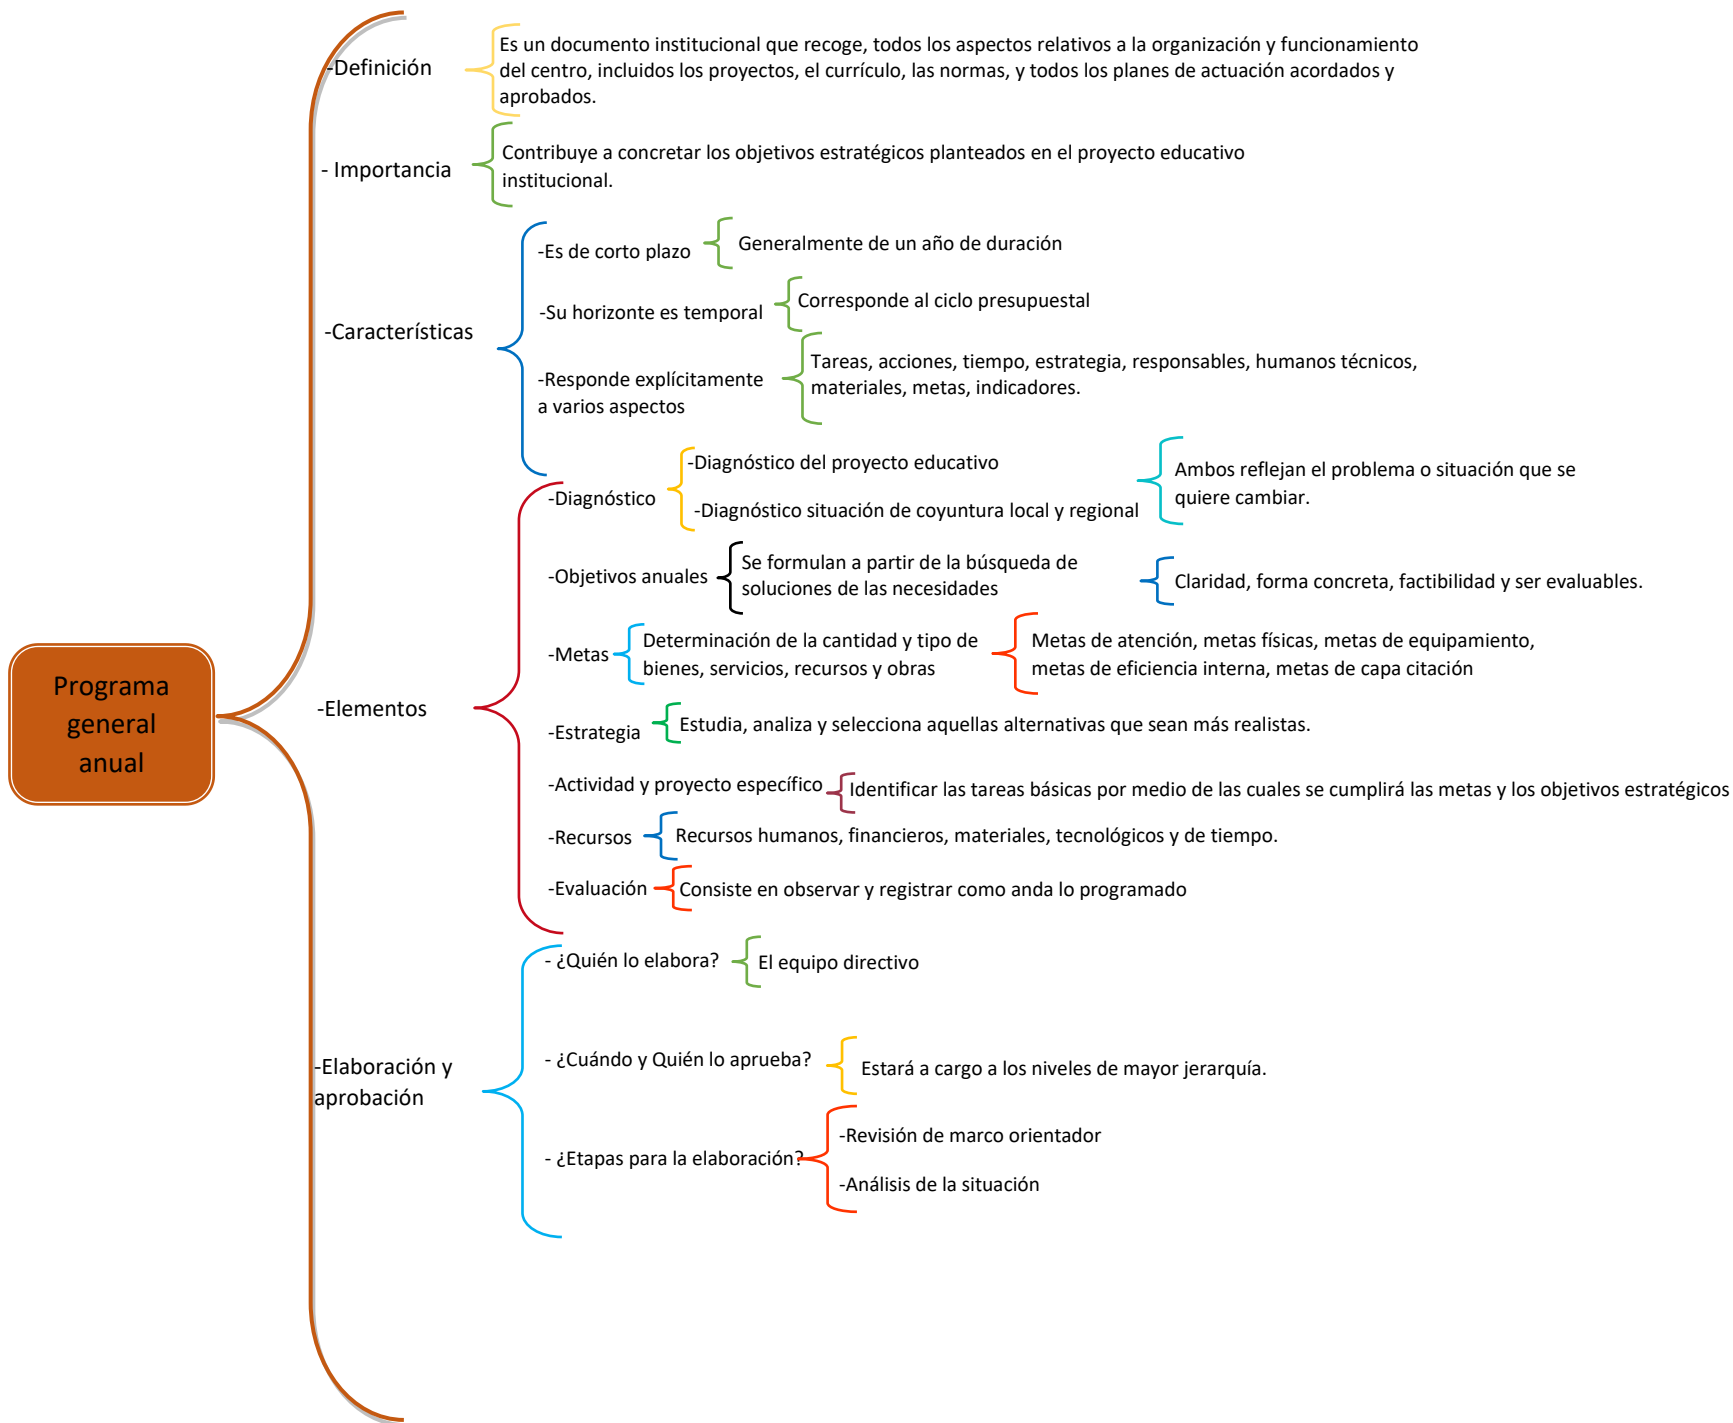 Programa
general
anual
-Definición
Es un documento institucional que recoge, todos los aspectos relativos a la organización y funcionamiento
del centro, incluidos los proyectos, el currículo, las normas, y todos los planes de actuación acordados y
aprobados.
- Importancia
Contribuye a concretar los objetivos estratégicos planteados en el proyecto educativo
institucional.
-Características
-Es de corto plazo
Generalmente de un año de duración
-Su horizonte es temporal
Corresponde al ciclo presupuestal
-Responde explícitamente
a varios aspectos
Tareas, acciones, tiempo, estrategia, responsables, humanos técnicos,
materiales, metas, indicadores.
-Elementos
-Diagnóstico
-Diagnóstico del proyecto educativo
-Diagnóstico situación de coyuntura local y regional
Ambos reflejan el problema o situación que se
quiere cambiar.
-Objetivos anuales
Se formulan a partir de la búsqueda de
soluciones de las necesidades
Claridad, forma concreta, factibilidad y ser evaluables.
-Metas
Determinación de la cantidad y tipo de
bienes, servicios, recursos y obras
Metas de atención, metas físicas, metas de equipamiento,
metas de eficiencia interna, metas de capa citación
-Estrategia
Estudia, analiza y selecciona aquellas alternativas que sean más realistas.
-Actividad y proyecto específico
Identificar las tareas básicas por medio de las cuales se cumplirá las metas y los objetivos estratégicos
-Recursos
Recursos humanos, financieros, materiales, tecnológicos y de tiempo.
-Evaluación
Consiste en observar y registrar como anda lo programado
-Elaboración y
aprobación
- ¿Quién lo elabora?
El equipo directivo
- ¿Cuándo y Quién lo aprueba?
Estará a cargo a los niveles de mayor jerarquía.
- ¿Etapas para la elaboración?
-Revisión de marco orientador
-Análisis de la situación